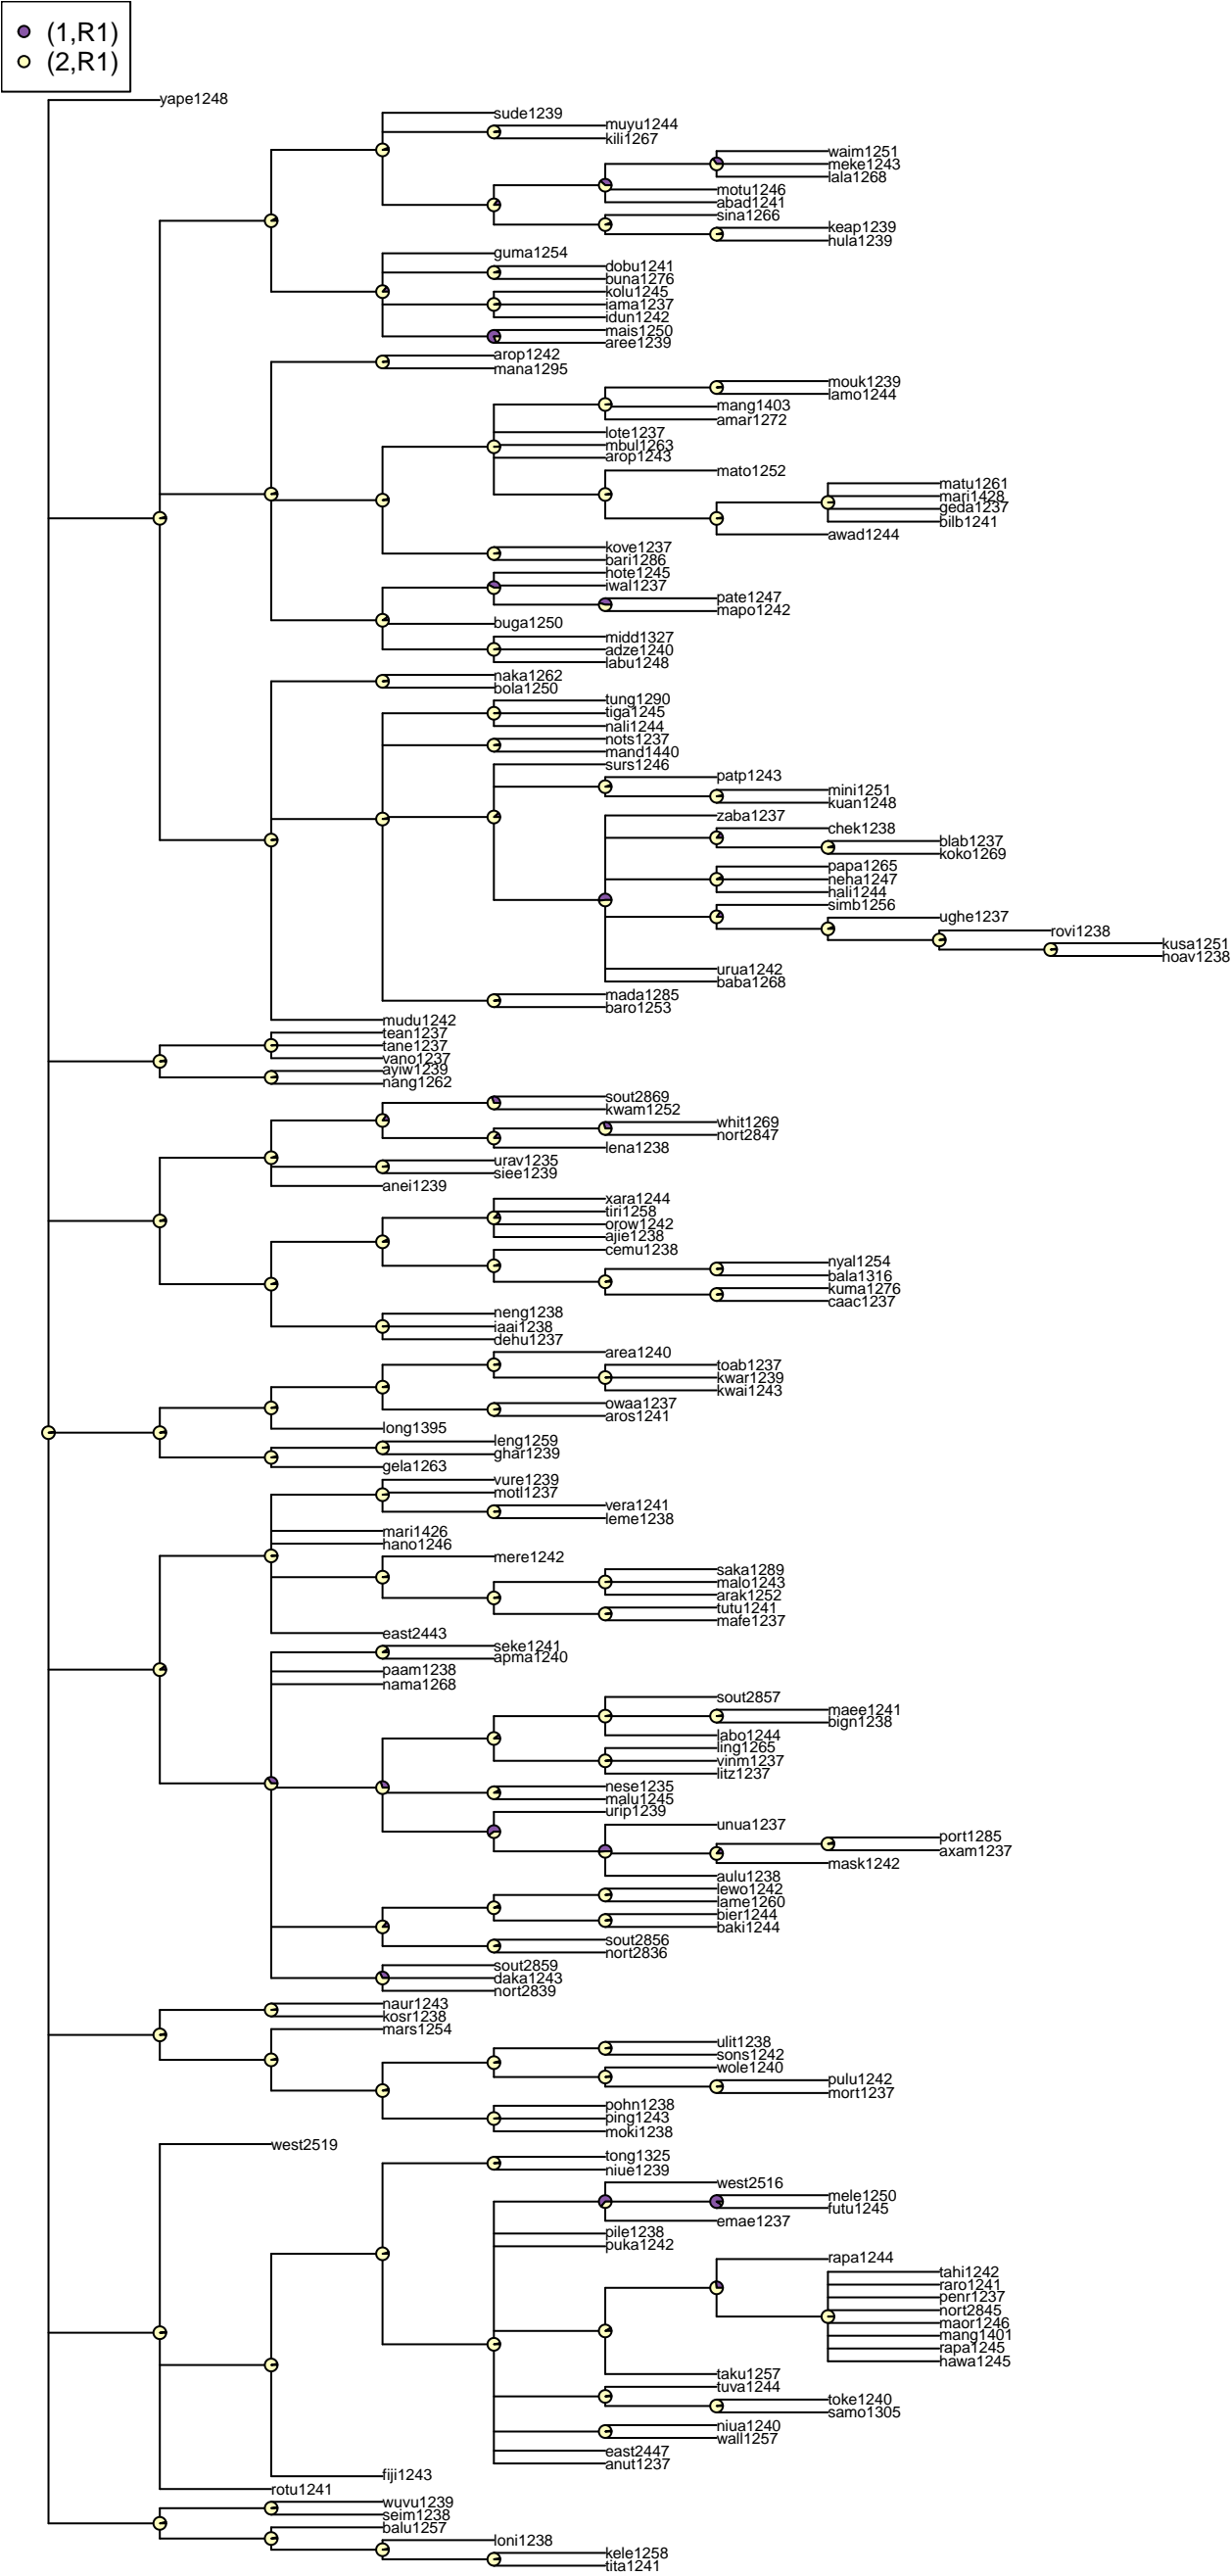 (1,R1)
(2,R1)
yape1248
sude1239
muyu1244
kili1267
waim1251
meke1243
lala1268
motu1246
abad1241
sina1266
keap1239
hula1239
guma1254
dobu1241
buna1276
kolu1245
iama1237
idun1242
mais1250
aree1239
arop1242
mana1295
mouk1239
lamo1244
mang1403
amar1272
lote1237
mbul1263
arop1243
mato1252
matu1261
mari1428
geda1237
bilb1241
awad1244
kove1237
bari1286
hote1245
iwal1237
pate1247
mapo1242
buga1250
midd1327
adze1240
labu1248
naka1262
bola1250
tung1290
tiga1245
nali1244
nots1237
mand1440
surs1246
patp1243
mini1251
kuan1248
zaba1237
chek1238
blab1237
koko1269
papa1265
neha1247
hali1244
simb1256
ughe1237
rovi1238
kusa1251
hoav1238
urua1242
baba1268
mada1285
baro1253
mudu1242
tean1237
tane1237
vano1237
ayiw1239
nang1262
sout2869
kwam1252
whit1269
nort2847
lena1238
urav1235
siee1239
anei1239
xara1244
tiri1258
orow1242
ajie1238
cemu1238
nyal1254
bala1316
kuma1276
caac1237
neng1238
iaai1238
dehu1237
area1240
toab1237
kwar1239
kwai1243
owaa1237
aros1241
long1395
leng1259
ghar1239
gela1263
vure1239
motl1237
vera1241
leme1238
mari1426
hano1246
mere1242
saka1289
malo1243
arak1252
tutu1241
mafe1237
east2443
seke1241
apma1240
paam1238
nama1268
sout2857
maee1241
bign1238
labo1244
ling1265
vinm1237
litz1237
nese1235
malu1245
urip1239
unua1237
port1285
axam1237
mask1242
aulu1238
lewo1242
lame1260
bier1244
baki1244
sout2856
nort2836
sout2859
daka1243
nort2839
naur1243
kosr1238
mars1254
ulit1238
sons1242
wole1240
pulu1242
mort1237
pohn1238
ping1243
moki1238
west2519
tong1325
niue1239
west2516
mele1250
futu1245
emae1237
pile1238
puka1242
rapa1244
tahi1242
raro1241
penr1237
nort2845
maor1246
mang1401
rapa1245
hawa1245
taku1257
tuva1244
toke1240
samo1305
niua1240
wall1257
east2447
anut1237
fiji1243
rotu1241
wuvu1239
seim1238
balu1257
loni1238
kele1258
tita1241